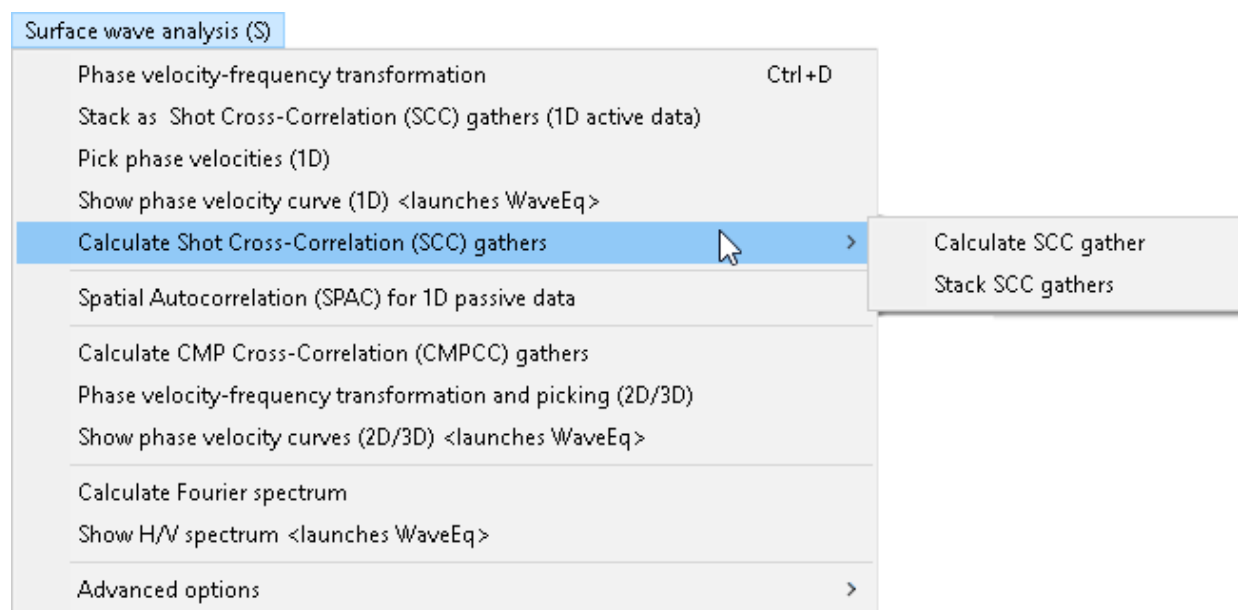 Surface wave analysis (S)
Phase velocity-frequency transformation Ctrl+D
Stack as  Shot Cross-Correlation (SCC) gathers (1D active data)
Pick phase velocities (1D)
Show phase velocity curve (1D) <launches WaveEq>
Calculate Shot Cross-Correlation (SCC) gathers >
Calculate SCC gather
Stack SCC gathers
Spatial Autocorrelation (SPAC) for 1D passive data
Calculate CMP Cross-Correlation (CMPCC) gathers
Phase velocity-frequency transformation and picking (2D/3D)
Show phase velocity curves (2D/3D) <launches WaveEq>
Calculate Fourier spectrum
Show H/V spectrum <launches WaveEq>
Advanced options >